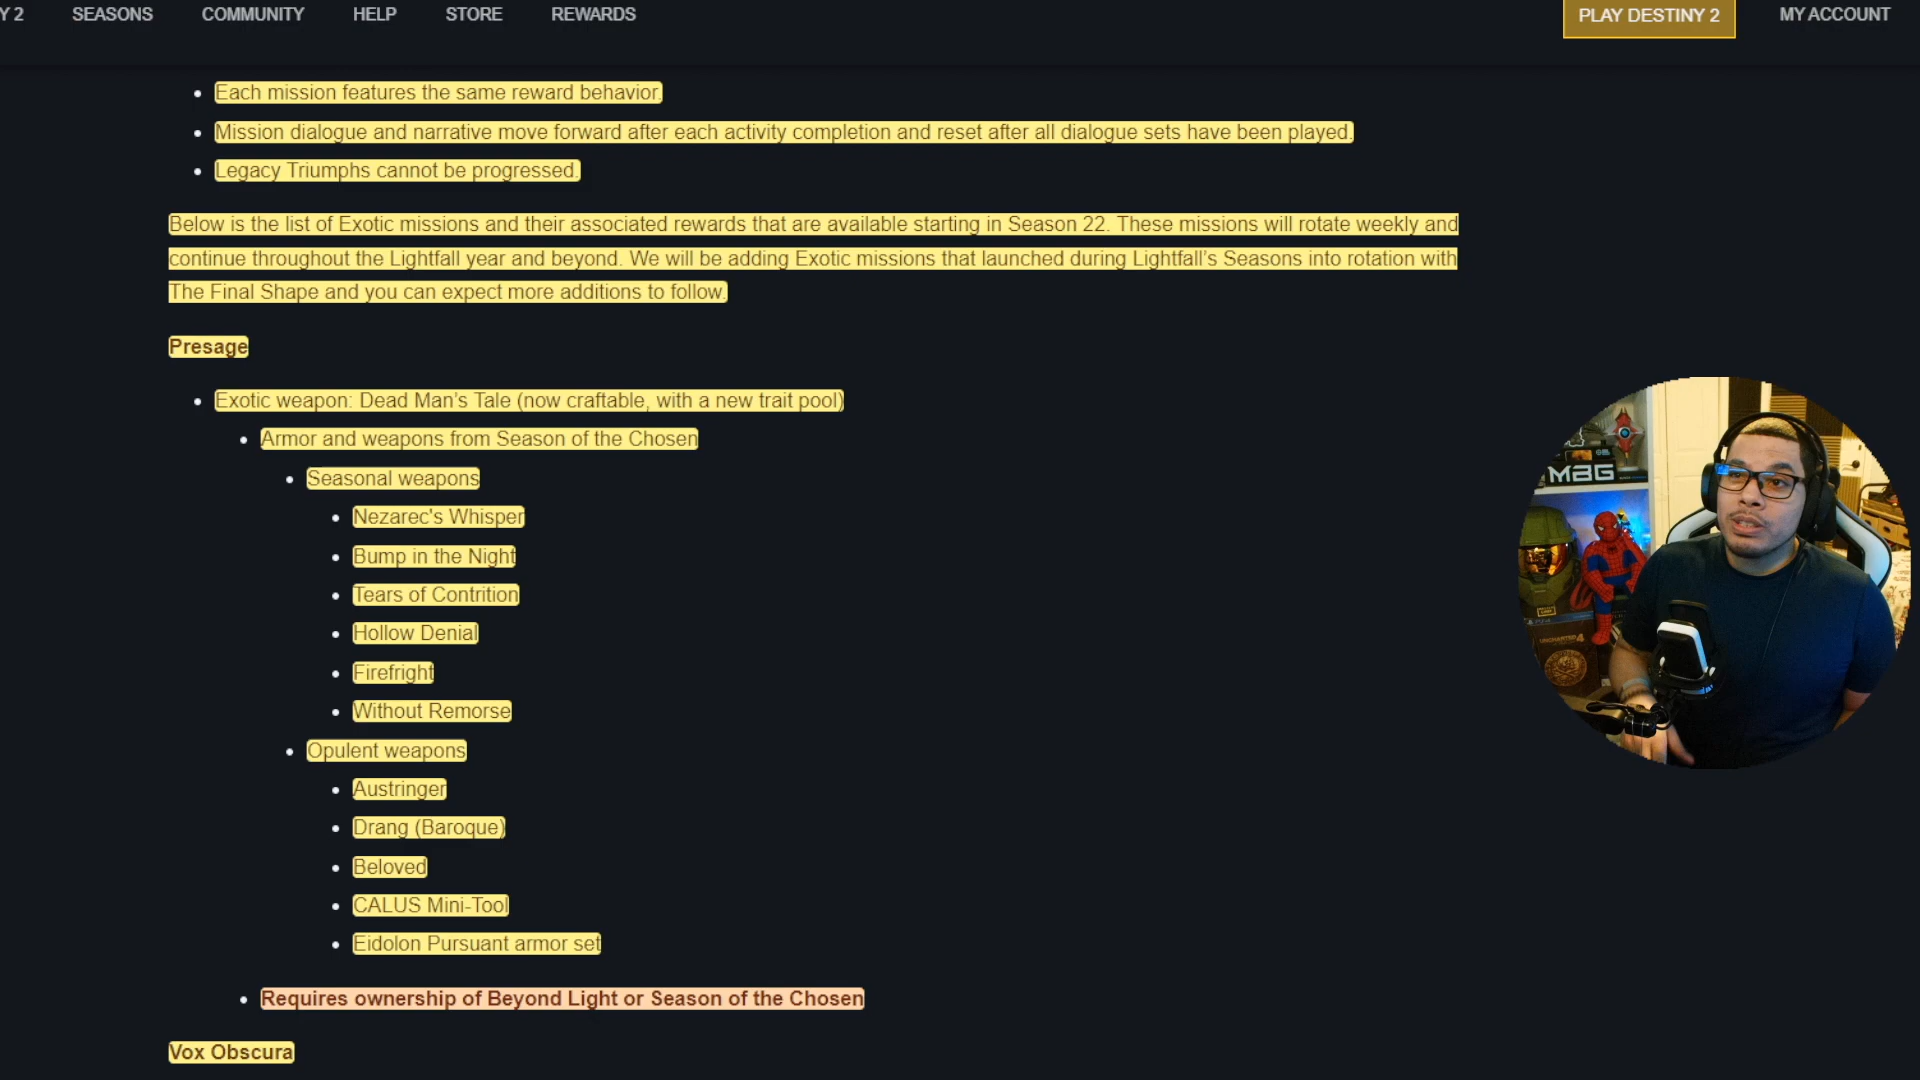 Y 2 SEASONS COMMUNITY HELP STORE REWARDS PLAY DESTINY 2 MY ACCOUNT
Each mission features the same reward behavior.
Mission dialogue and narrative move forward after each activity completion and reset after all dialogue sets have been played.
Legacy Triumphs cannot be progressed.
Below is the list of Exotic missions and their associated rewards that are available starting in Season 22. These missions will rotate weekly and
continue throughout the Lightfall year and beyond. We will be adding Exotic missions that launched during Lightfall's Seasons into rotation with
The Final Shape and you can expect more additions to follow.
Presage
Exotic weapon: Dead Man's Tale (now craftable, with a new trait pool)
Armor and weapons from Season of the Chosen
Seasonal weapons
Nezarec's Whisper
Bump in the Night
Tears of Contrition
Hollow Denial
Firefright
Without Remorse
Opulent weapons
Austringer
Drang (Baroque)
Beloved
CALUS Mini-Tool
Eidolon Pursuant armor set
Requires ownership of Beyond Light or Season of the Chosen
Vox Obscura
MBG
UNCHARTED 4